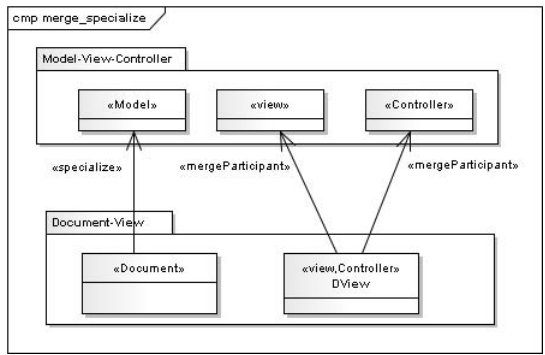 cmp merge_specialize
Model-View-Controller
«Model»
«view»
«Controller»
«specialize»
«mergeParticipant»
«mergeParticipant»
Document-View
«Document»
«view,Controller»
DView